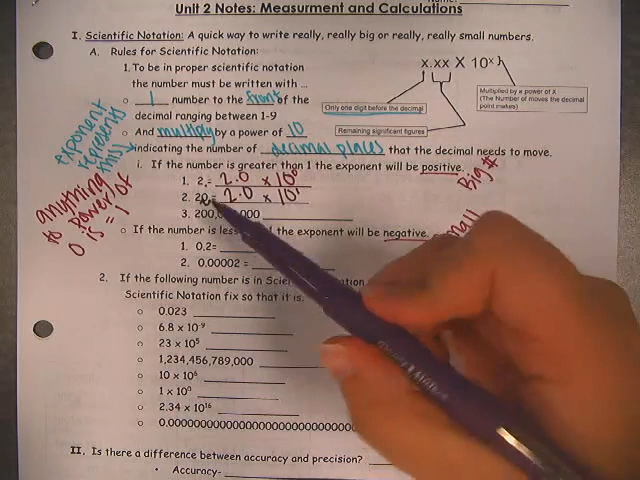 Unit 2 Notes: Measurment and Calculations
I. Scientific Notation: A quick way to write really, really big or really, really small numbers.
A. Rules for Scientific Notation:
1. To be in proper scientific notation
the number must be written with ...
o 1 number to the front of the
decimal ranging between 1-9
o And multiply by a power of 10
indicating the number of decimal places that the decimal needs to move.
X.XX X 10ˣ
Only one digit before the decimal
Remaining significant figures
Multiplied by a power of X
(The Number of moves the decimal
point makes)
exponent
represents
this
i. If the number is greater than 1 the exponent will be positive.
Big #
1. 2.= 2.0 x 10⁰
2. 20= 2.0 x 10¹
3. 200,000
anything
to power of
0 is = 1
o If the number is less the exponent will be negative.
small
1. 0.2=
2. 0.00002 =
2. If the following number is in Scientific
Scientific Notation fix so that it is.
o 0.023
o 6.8 x 10⁻⁹
o 23 x 10⁵
o 1,234,456,789,000
o 10 x 10⁶
o 1 x 10⁰
o 2.34 x 10¹⁶
II. Is there a difference between accuracy and precision?
• Accuracy-